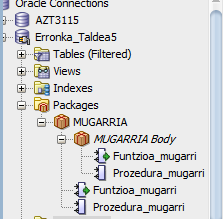 Oracle Connections
AZT3115
Erronka_Taldea5
Tables (Filtered)
Views
Indexes
Packages
MUGARRIA
MUGARRIA Body
Funtzioa_mugarri
Prozedura_mugarri
Funtzioa_mugarri
Prozedura_mugarri